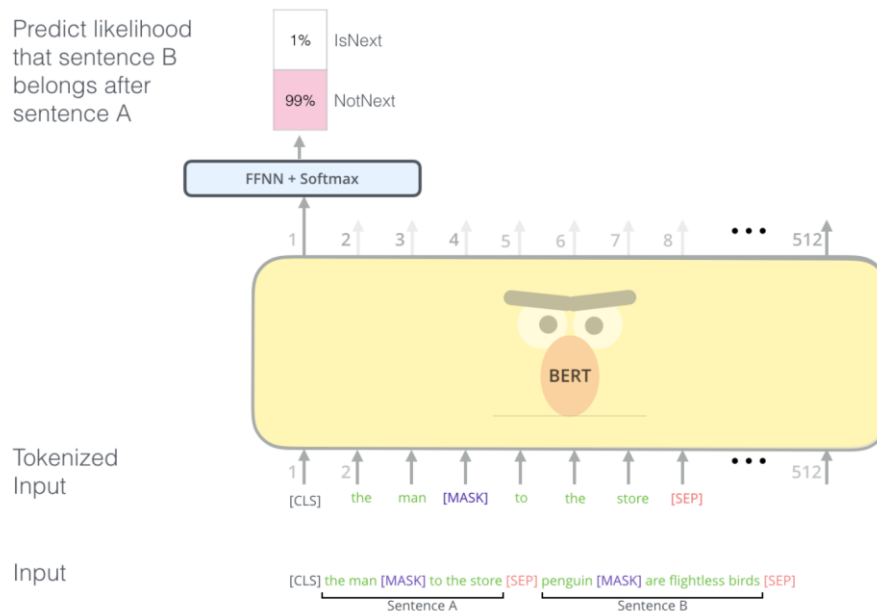 Predict likelihood
that sentence B
belongs after
sentence A
1% IsNext
99% NotNext
FFNN + Softmax
1 2 3 4 5 6 7 8 ••• 512
BERT
Tokenized
Input
1 2 ••• 512
[CLS] the man [MASK] to the store [SEP]
Input
[CLS] the man [MASK] to the store [SEP] penguin [MASK] are flightless birds [SEP]
Sentence A Sentence B